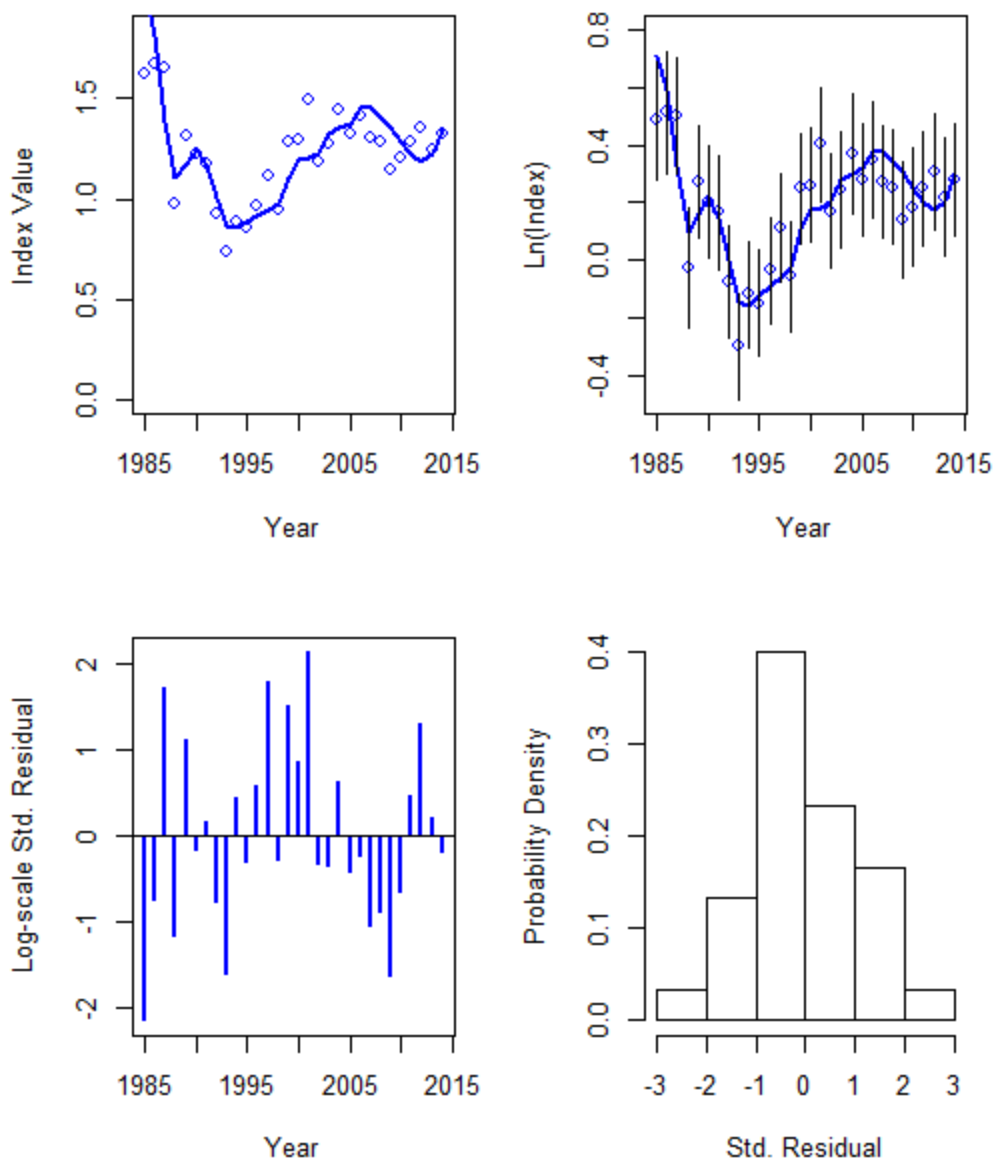 Index Value
1.5
1.0
0.5
0.0
1985 1995 2005 2015
Year
Ln(Index)
0.8
0.4
0.0
-0.4
1985 1995 2005 2015
Year
Log-scale Std. Residual
2
1
0
-1
-2
1985 1995 2005 2015
Year
Probability Density
0.4
0.3
0.2
0.1
0.0
-3 -2 -1 0 1 2 3
Std. Residual